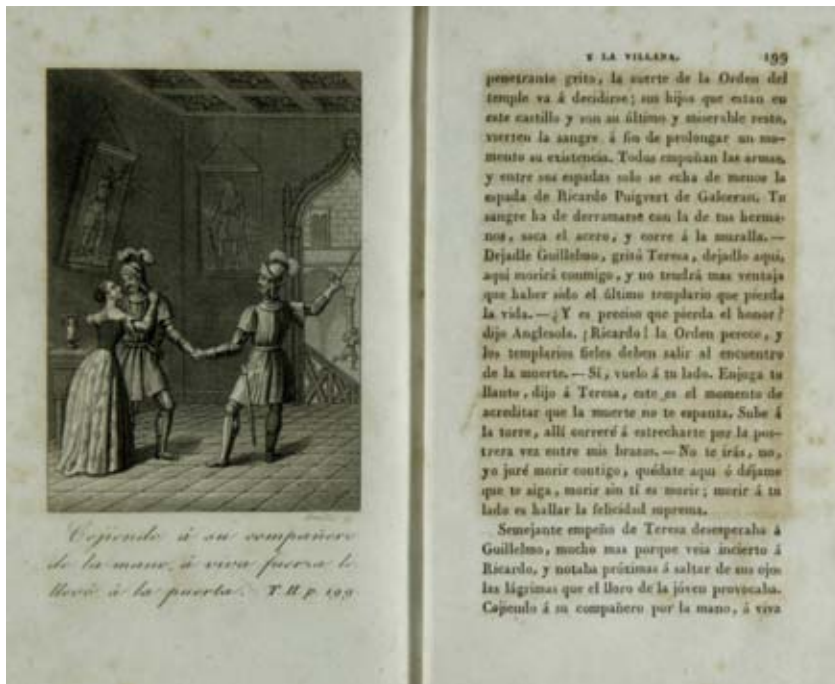 Cojiendo á su compañero
de la mano, á viva fuerza le
llevó á la puerta. T. II p. 199
Y LA VILLANA. 199
penetrante grito, la suerte de la Orden del
temple va á decidirse; sus hijos que estan en
este castillo y son su último y miserable resto,
vierten la sangre á fin de prolongar un mo-
mento su existencia. Todos empuñan las armas,
y entre sus espadas solo se echa de menos la
espada de Ricardo Puigvert de Galceran. Tu
sangre ha de derramarse con la de tus herma-
nos, saca el acero, y corre á la muralla.—
Dejadle Guillelmo, gritó Teresa, dejadlo aqui,
aqui morirá conmigo, y no tendrá mas ventaja
que haber sido el último templario que pierda
la vida.—¿Y es preciso que pierda el honor?
dijo Anglesola. ¡Ricardo! la Orden perece, y
los templarios fieles deben salir al encuentro
de la muerte.—Sí, vuelo á tu lado. Enjuga tu
llanto, dijo á Teresa, este es el momento de
acreditar que la muerte no te espanta. Sube á
la torre, allí correré á estrecharte por la pos-
trera vez entre mis brazos.—No te irás, no,
yo juré morir contigo, quédate aqui ó déjame
que te siga, morir sin tí es morir; morir á tu
lado es hallar la felicidad suprema.
Semejante empeño de Teresa desesperaba á
Guillelmo, mucho mas porque veia incierto á
Ricardo, y notaba próximas á saltar de sus ojos
las lágrimas que el lloro de la jóven provocaba.
Cojiendo á su compañero por la mano, á viva